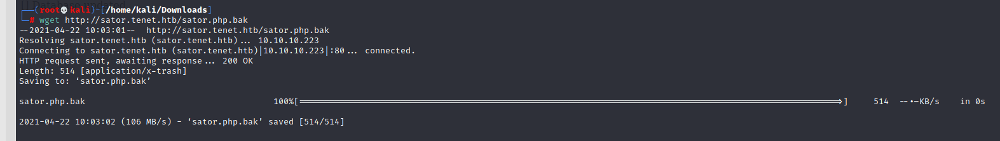 Database updated
┌──(root💀kali)-[/home/kali/Downloads]
└─# wget http://sator.tenet.htb/sator.php.bak
--2021-04-22 10:03:01--  http://sator.tenet.htb/sator.php.bak
Resolving sator.tenet.htb (sator.tenet.htb)... 10.10.10.223
Connecting to sator.tenet.htb (sator.tenet.htb)|10.10.10.223|:80... connected.
HTTP request sent, awaiting response... 200 OK
Length: 514 [application/x-trash]
Saving to: ‘sator.php.bak’
sator.php.bak 100%[===================>] 514 --.-KB/s in 0s
2021-04-22 10:03:02 (106 MB/s) - ‘sator.php.bak’ saved [514/514]